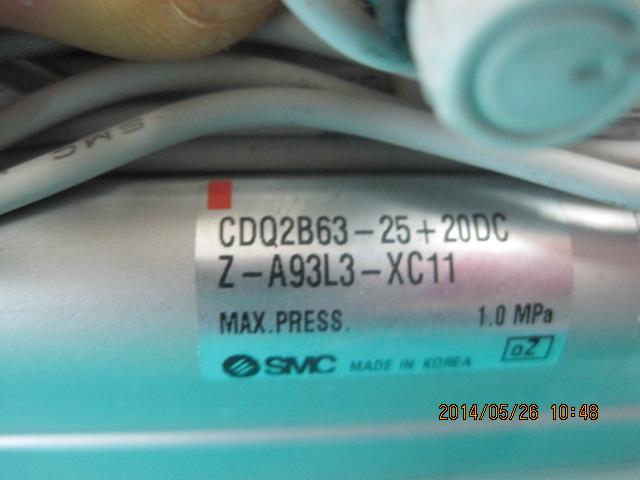 SMC
CDQ2B63-25+20DC
Z-A93L3-XC11
MAX.PRESS. 1.0 MPa
SMC MADE IN KOREA oZ
2014/05/26 10:48